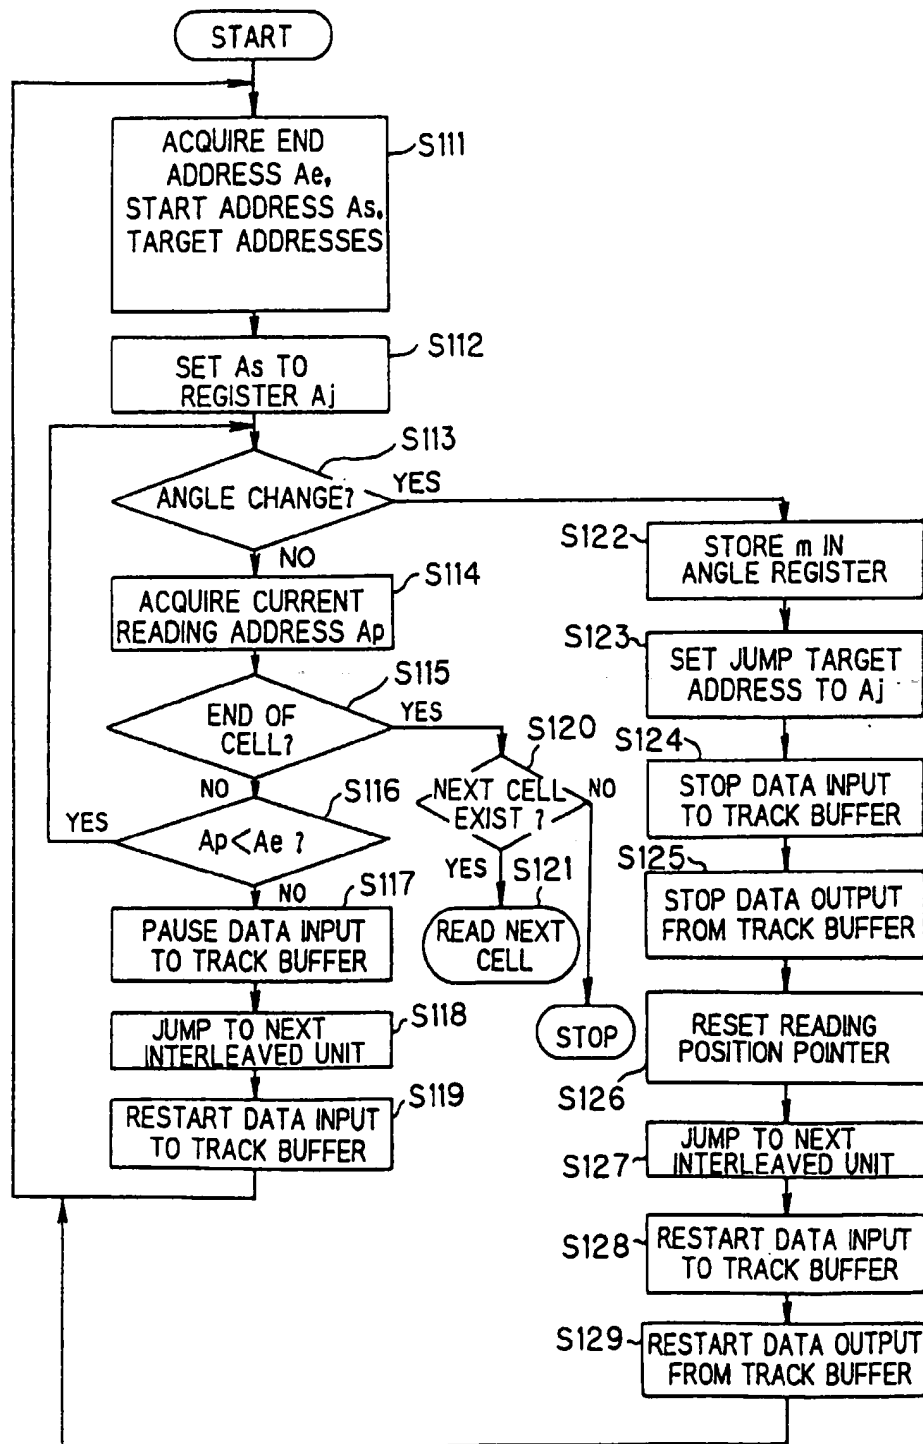 START
ACQUIRE END
ADDRESS Ae,
START ADDRESS As.
TARGET ADDRESSES
S111
SET As TO
REGISTER Aj
S112
ANGLE CHANGE?
S113
YES
NO
ACQUIRE CURRENT
READING ADDRESS Ap
S114
END OF
CELL?
S115
YES
NO
Ap<Ae ?
S116
YES
NO
PAUSE DATA INPUT
TO TRACK BUFFER
S117
JUMP TO NEXT
INTERLEAVED UNIT
S118
RESTART DATA INPUT
TO TRACK BUFFER
S119
NEXT CELL
EXIST ?
S120
NO
YES
S121
READ NEXT
CELL
STOP
S122
STORE m IN
ANGLE REGISTER
S123
SET JUMP TARGET
ADDRESS TO Aj
S124
STOP DATA INPUT
TO TRACK BUFFER
S125
STOP DATA OUTPUT
FROM TRACK BUFFER
RESET READING
POSITION POINTER
S126
JUMP TO NEXT
INTERLEAVED UNIT
S127
RESTART DATA INPUT
TO TRACK BUFFER
S128
S129
RESTART DATA OUTPUT
FROM TRACK BUFFER